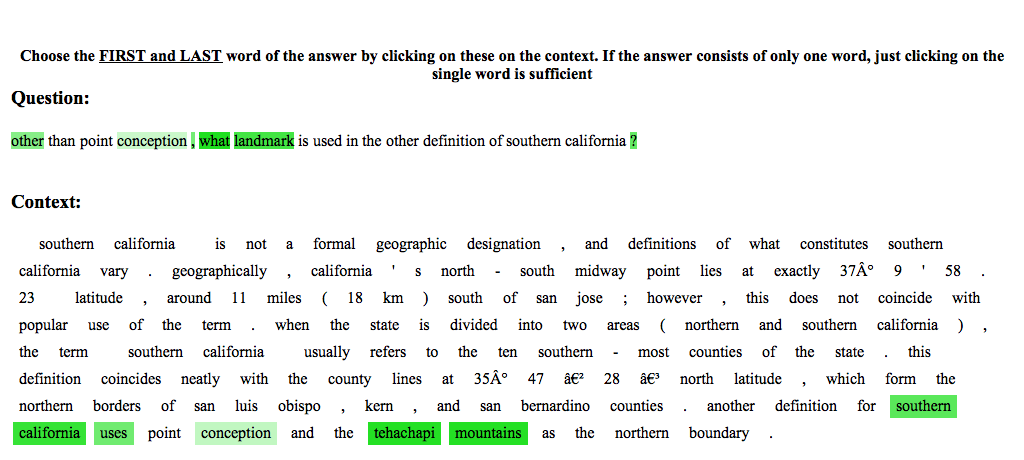 Choose the FIRST and LAST word of the answer by clicking on these on the context. If the answer consists of only one word, just clicking on the
single word is sufficient
Question:
other than point conception , what landmark is used in the other definition of southern california ?
Context:
southern california is not a formal geographic designation , and definitions of what constitutes southern
california vary . geographically , california ' s north - south midway point lies at exactly 37Â° 9 ' 58 .
23 latitude , around 11 miles ( 18 km ) south of san jose ; however , this does not coincide with
popular use of the term . when the state is divided into two areas ( northern and southern california ) ,
the term southern california usually refers to the ten southern - most counties of the state . this
definition coincides neatly with the county lines at 35Â° 47 â€² 28 â€³ north latitude , which form the
northern borders of san luis obispo , kern , and san bernardino counties . another definition for southern
california uses point conception and the tehachapi mountains as the northern boundary .